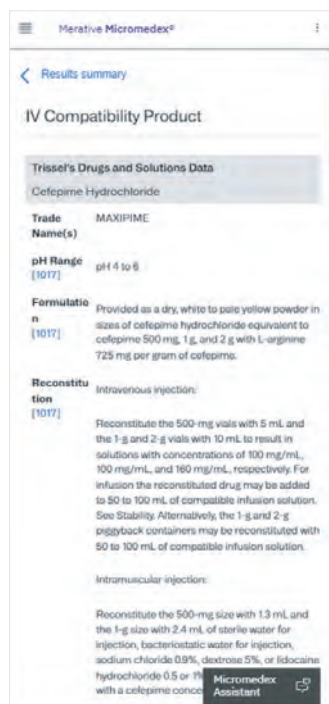 Merative Micromedex®
Results summary
IV Compatibility Product
Trissel's Drugs and Solutions Data
Cefepime Hydrochloride
Trade Name(s)
MAXIPIME
pH Range [1017]
pH 4 to 6
Formulatio
n
[1017]
Provided as a dry, white to pale yellow powder in
sizes of cefepime hydrochloride equivalent to
cefepime 500 mg, 1 g, and 2 g with L-arginine
725 mg per gram of cefepime.
Reconstitu
tion
[1017]
Intravenous injection:
Reconstitute the 500-mg vials with 5 mL and
the 1-g and 2-g vials with 10 mL to result in
solutions with concentrations of 100 mg/mL,
100 mg/mL, and 160 mg/mL, respectively. For
infusion the reconstituted drug may be added
to 50 to 100 mL of compatible infusion solution.
See Stability. Alternatively, the 1-g and 2-g
piggyback containers may be reconstituted with
50 to 100 mL of compatible infusion solution.
Intramuscular injection:
Reconstitute the 500-mg size with 1.3 mL and
the 1-g size with 2.4 mL of sterile water for
injection, bacteriostatic water for injection,
sodium chloride 0.9%, dextrose 5%, or lidocaine
hydrochloride 0.5 or 1%
with a cefepime conce
Micromedex
Assistant